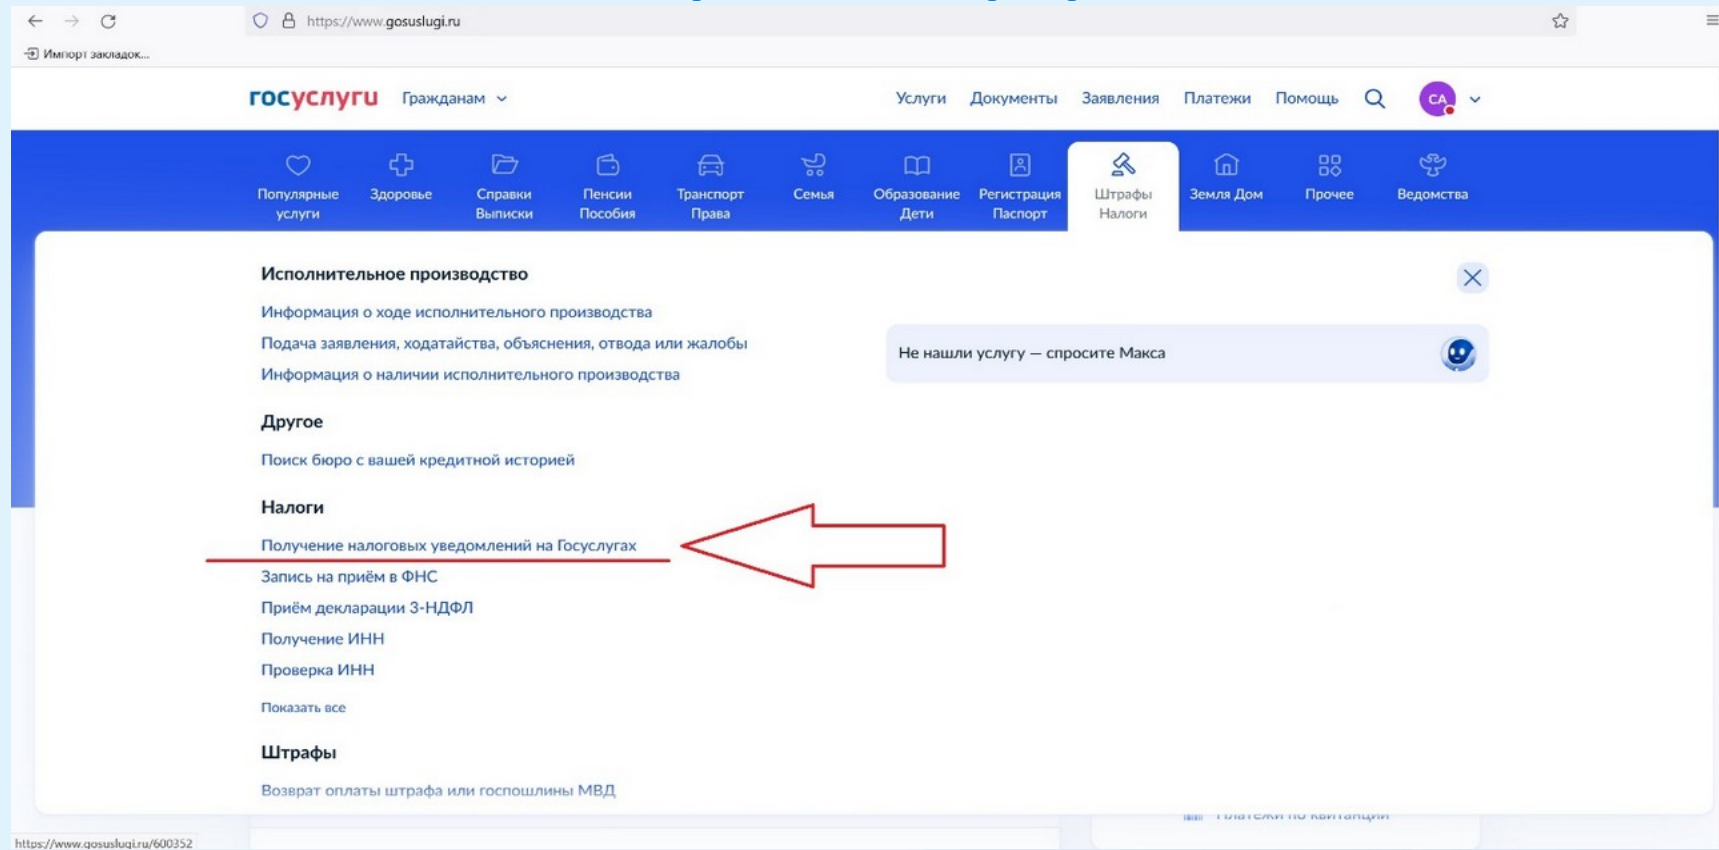 https://www.gosuslugi.ru
Импорт закладок...
госуслуги Гражданам Услуги Документы Заявления Платежи Помощь СА
Популярные услуги
Здоровье
Справки Выписки
Пенсии Пособия
Транспорт Права
Семья
Образование Дети
Регистрация Паспорт
Штрафы Налоги
Земля Дом
Прочее
Ведомства
Исполнительное производство
Информация о ходе исполнительного производства
Подача заявления, ходатайства, объяснения, отвода или жалобы
Информация о наличии исполнительного производства
Не нашли услугу — спросите Макса
Другое
Поиск бюро с вашей кредитной историей
Налоги
Получение налоговых уведомлений на Госуслугах
Запись на приём в ФНС
Приём декларации 3-НДФЛ
Получение ИНН
Проверка ИНН
Показать все
Штрафы
Возврат оплаты штрафа или госпошлины МВД
Платежи по квитанции
https://www.gosuslugi.ru/600352